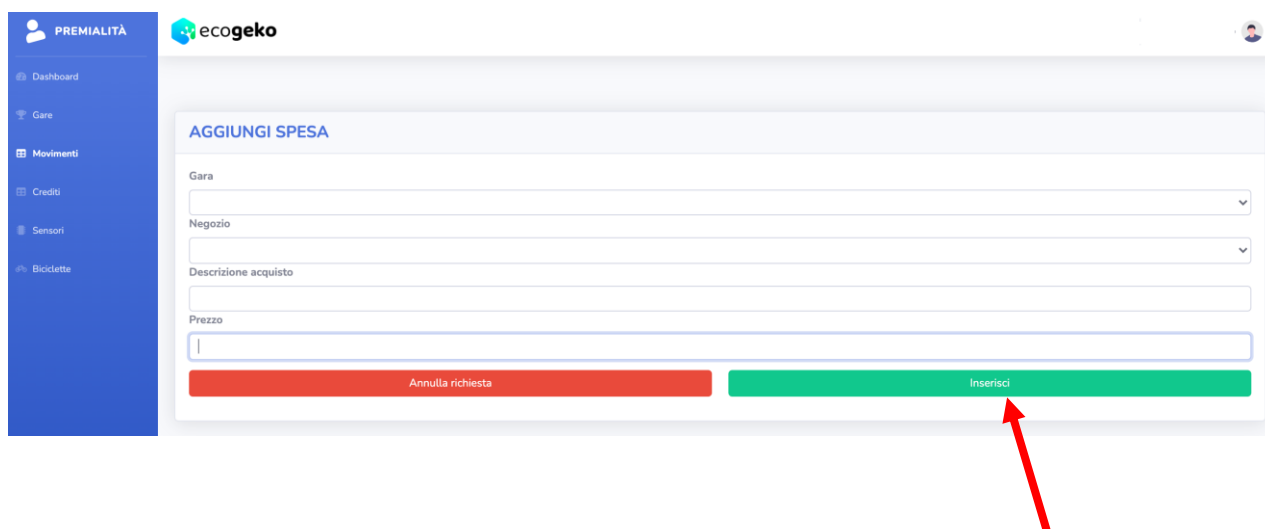 PREMIALITÀ
ecogeko
Dashboard
Gare
Movimenti
Crediti
Sensori
Biciclette
AGGIUNGI SPESA
Gara
Negozio
Descrizione acquisto
Prezzo
Annulla richiesta
Inserisci